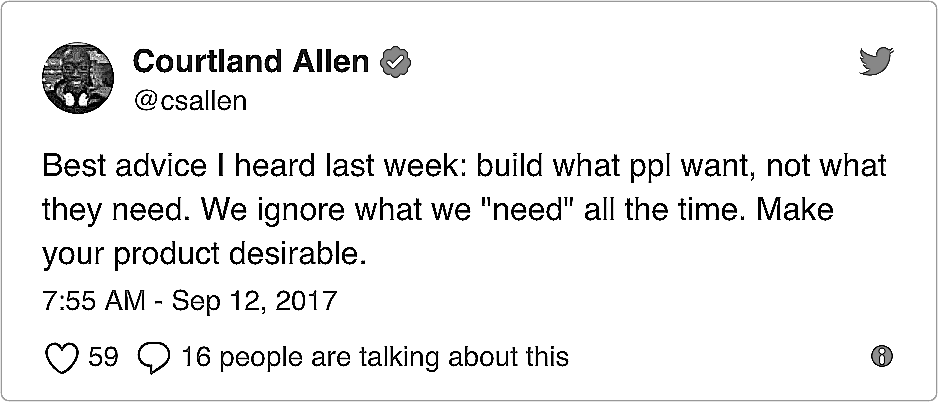 Courtland Allen
@csallen
Best advice I heard last week: build what ppl want, not what
they need. We ignore what we "need" all the time. Make
your product desirable.
7:55 AM - Sep 12, 2017
59 16 people are talking about this